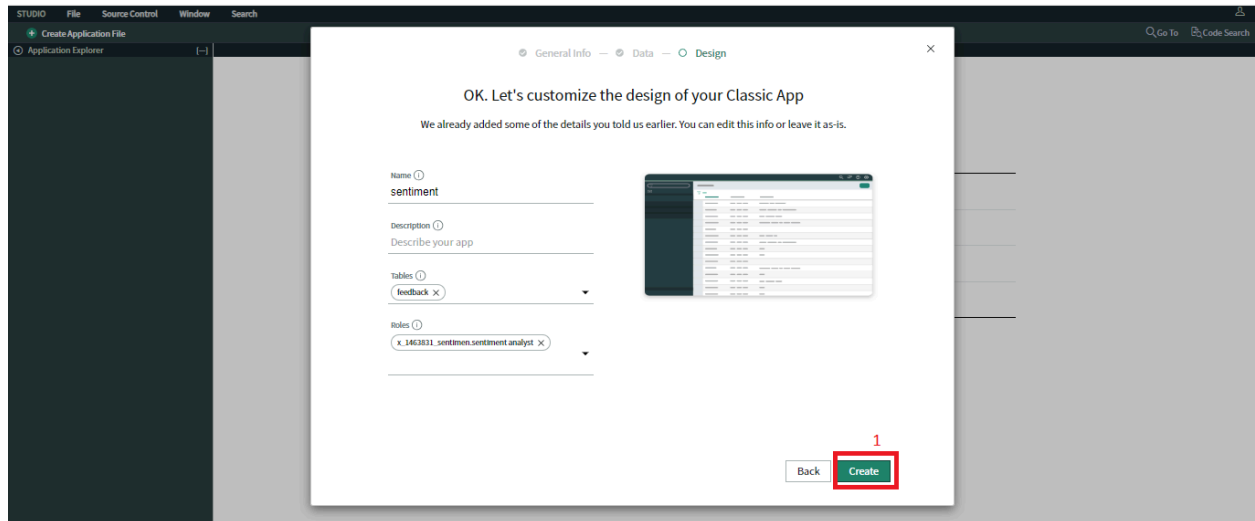 STUDIO File Source Control Window Search
Create Application File
Go To Code Search
Application Explorer
General Info — Data — Design
OK. Let's customize the design of your Classic App
We already added some of the details you told us earlier. You can edit this info or leave it as-is.
Name
sentiment
Description
Describe your app
Tables
feedback
Roles
x_1463831_sentimen.sentiment analyst
1
Back Create